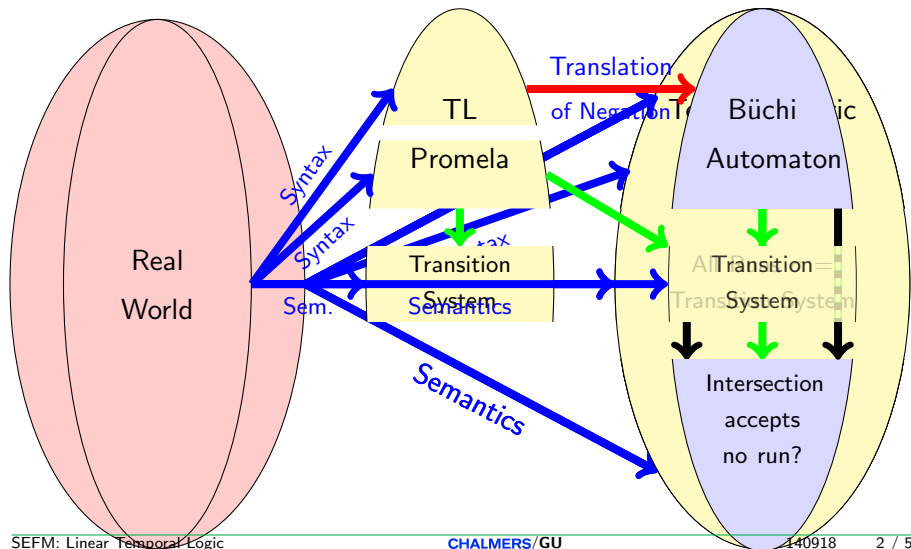 Real
World
Syntax
Syntax
TL
Promela
Transition
System
Sem.
Semantics
Semantics
Translation
of Negation
Büchi
Automaton
Transition
System
Intersection
accepts
no run?
SEFM: Linear Temporal Logic
CHALMERS/GU
140918
2 / 5